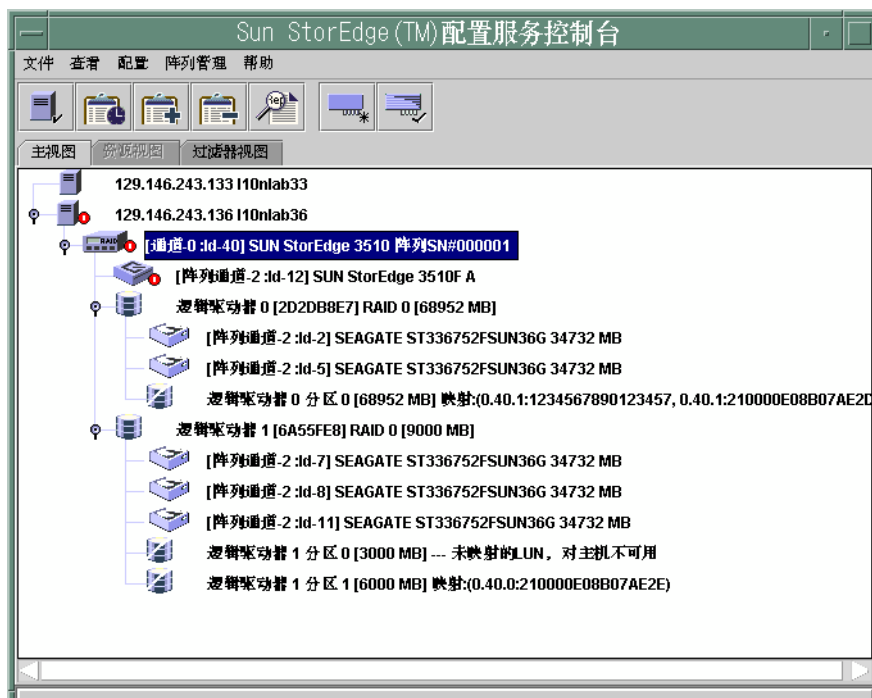 Sun StorEdge (TM)配置服务控制台
文件 查看 配置 阵列管理 帮助
Rep
主视图 资源视图 过滤器视图
129.146.243.133 l10nlab33
129.146.243.136 l10nlab36
RAID [通道-0 :Id-40] SUN StorEdge 3510 阵列SN#000001
[阵列通道-2 :Id-12] SUN StorEdge 3510F A
逻辑驱动器 0 [2D2DB8E7] RAID 0 [68952 MB]
[阵列通道-2 :Id-2] SEAGATE ST336752FSUN36G 34732 MB
[阵列通道-2 :Id-5] SEAGATE ST336752FSUN36G 34732 MB
逻辑驱动器 0 分区 0 [68952 MB] 映射:(0.40.1:1234567890123457, 0.40.1:210000E08B07AE2D
逻辑驱动器 1 [6A55FE8] RAID 0 [9000 MB]
[阵列通道-2 :Id-7] SEAGATE ST336752FSUN36G 34732 MB
[阵列通道-2 :Id-8] SEAGATE ST336752FSUN36G 34732 MB
[阵列通道-2 :Id-11] SEAGATE ST336752FSUN36G 34732 MB
逻辑驱动器 1 分区 0 [3000 MB] --- 未映射的LUN，对主机不可用
逻辑驱动器 1 分区 1 [6000 MB] 映射:(0.40.0:210000E08B07AE2E)